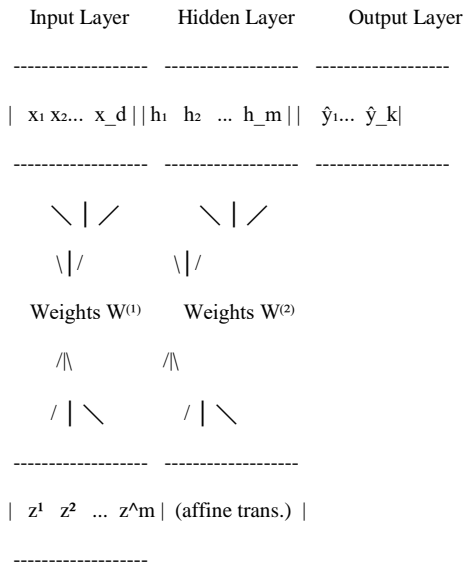 Input Layer Hidden Layer Output Layer
------------------- ------------------- -------------------
| x₁ x₂... x_d | | h₁ h₂ ... h_m | | ŷ₁... ŷ_k|
------------------- ------------------- -------------------
╲ | ╱ ╲ | ╱
\ | / \ | /
Weights W⁽¹⁾ Weights W⁽²⁾
/|\ /|\
/ | ╲ / | ╲
------------------- -------------------
| z¹ z² ... z^m | (affine trans.) |
-------------------